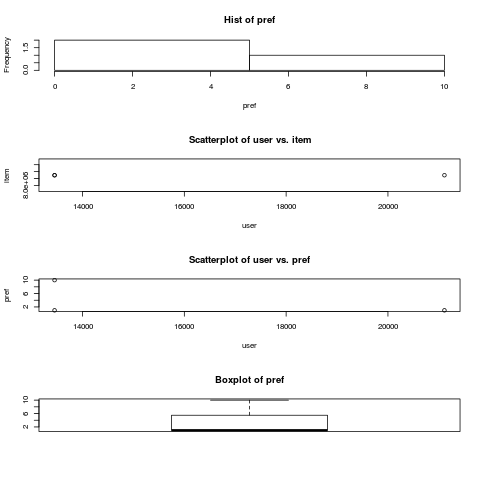 Hist of pref
Frequency
0.0 1.5
0 2 4 6 8 10
pref
Scatterplot of user vs. item
item
8.0e+06
14000 16000 18000 20000
user
Scatterplot of user vs. pref
pref
2 6 10
14000 16000 18000 20000
user
Boxplot of pref
2 6 10